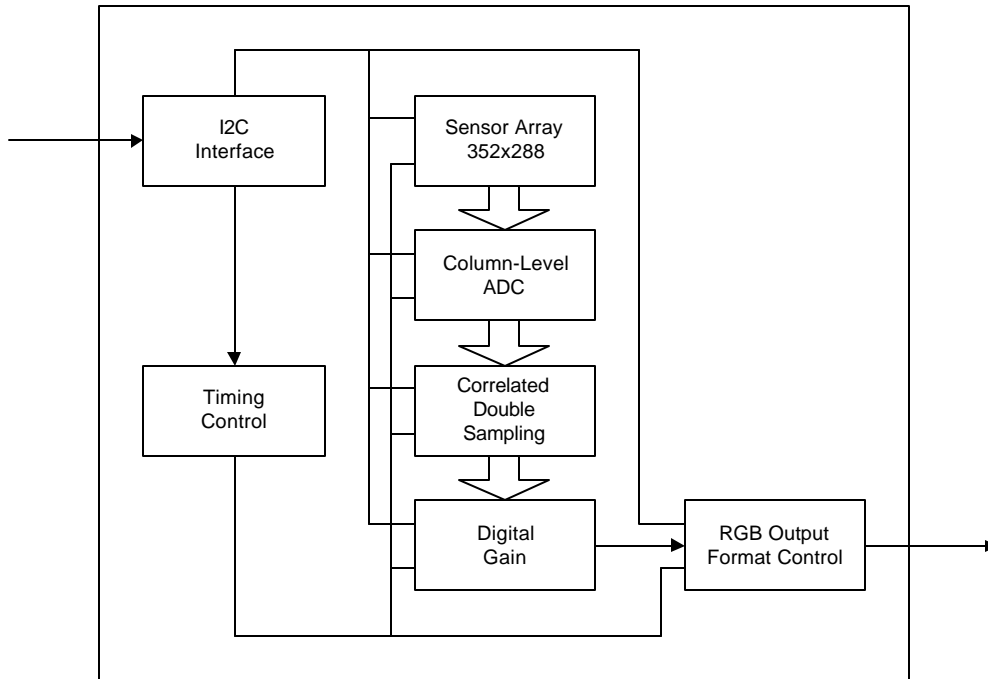 I2C
Interface
Sensor Array
352x288
Column-Level
ADC
Timing
Control
Correlated
Double
Sampling
Digital
Gain
RGB Output
Format Control